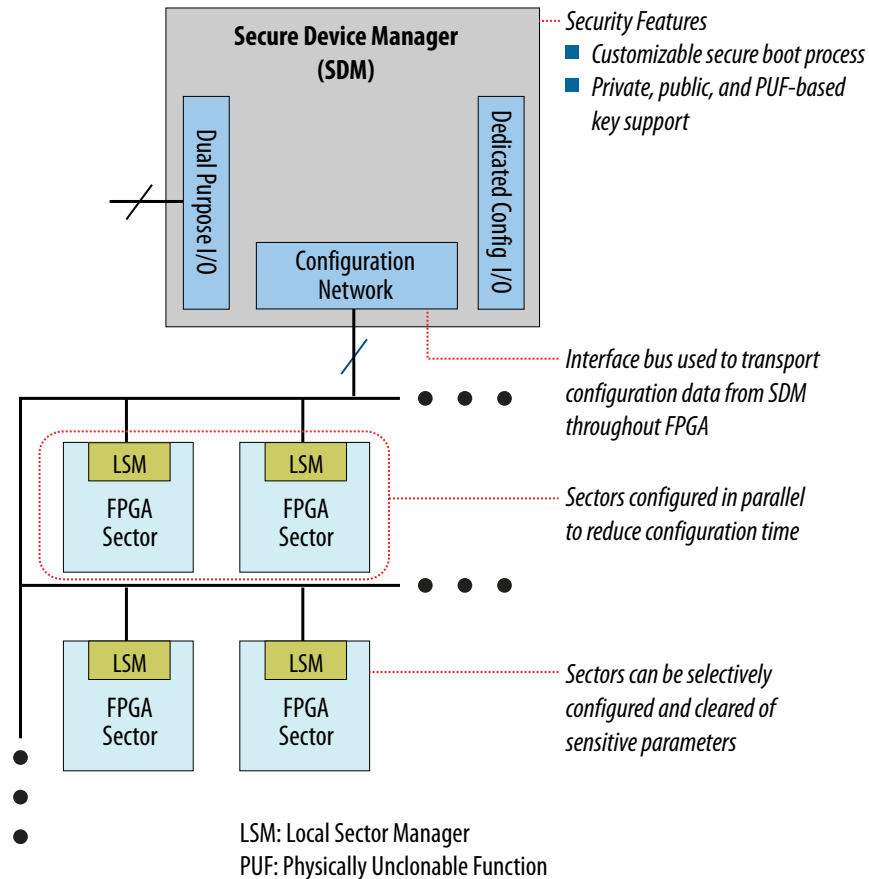 Secure Device Manager
(SDM)
Security Features
Customizable secure boot process
Private, public, and PUF-based
key support
Dual Purpose I/O
Dedicated Config I/O
Configuration
Network
Interface bus used to transport
configuration data from SDM
throughout FPGA
LSM
FPGA
Sector
LSM
FPGA
Sector
Sectors configured in parallel
to reduce configuration time
LSM
FPGA
Sector
LSM
FPGA
Sector
Sectors can be selectively
configured and cleared of
sensitive parameters
LSM: Local Sector Manager
PUF: Physically Unclonable Function